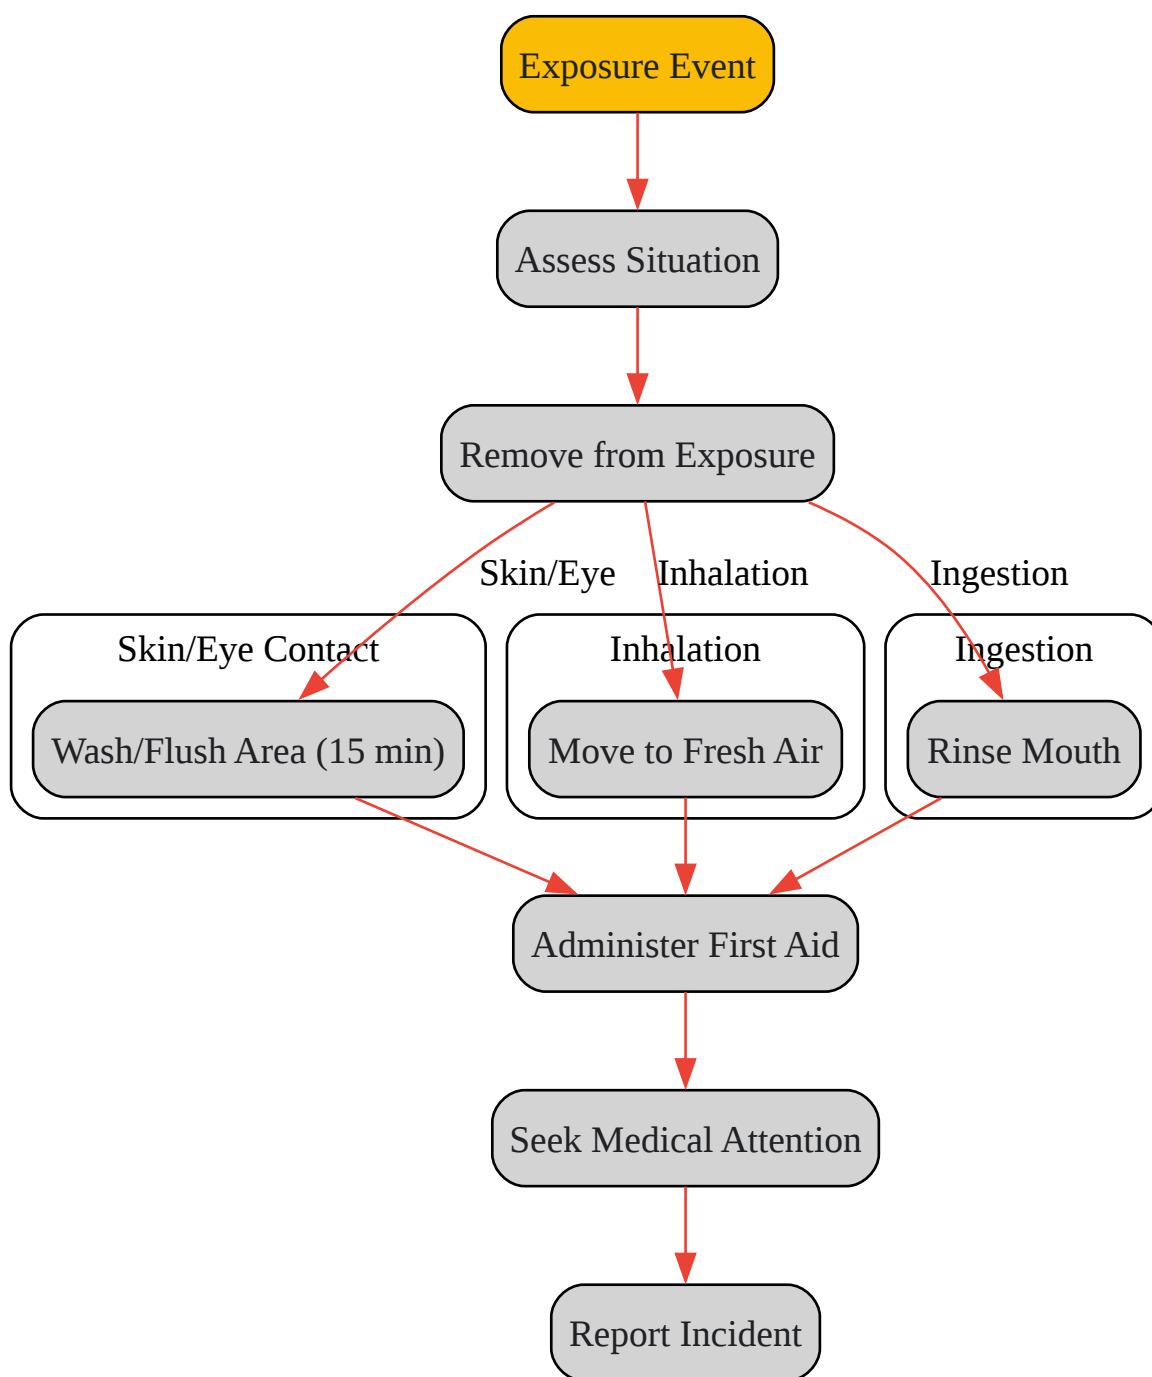 Exposure Event
Assess Situation
Remove from Exposure
Skin/Eye
Inhalation
Ingestion
Skin/Eye Contact
Inhalation
Ingestion
Wash/Flush Area (15 min)
Move to Fresh Air
Rinse Mouth
Administer First Aid
Seek Medical Attention
Report Incident